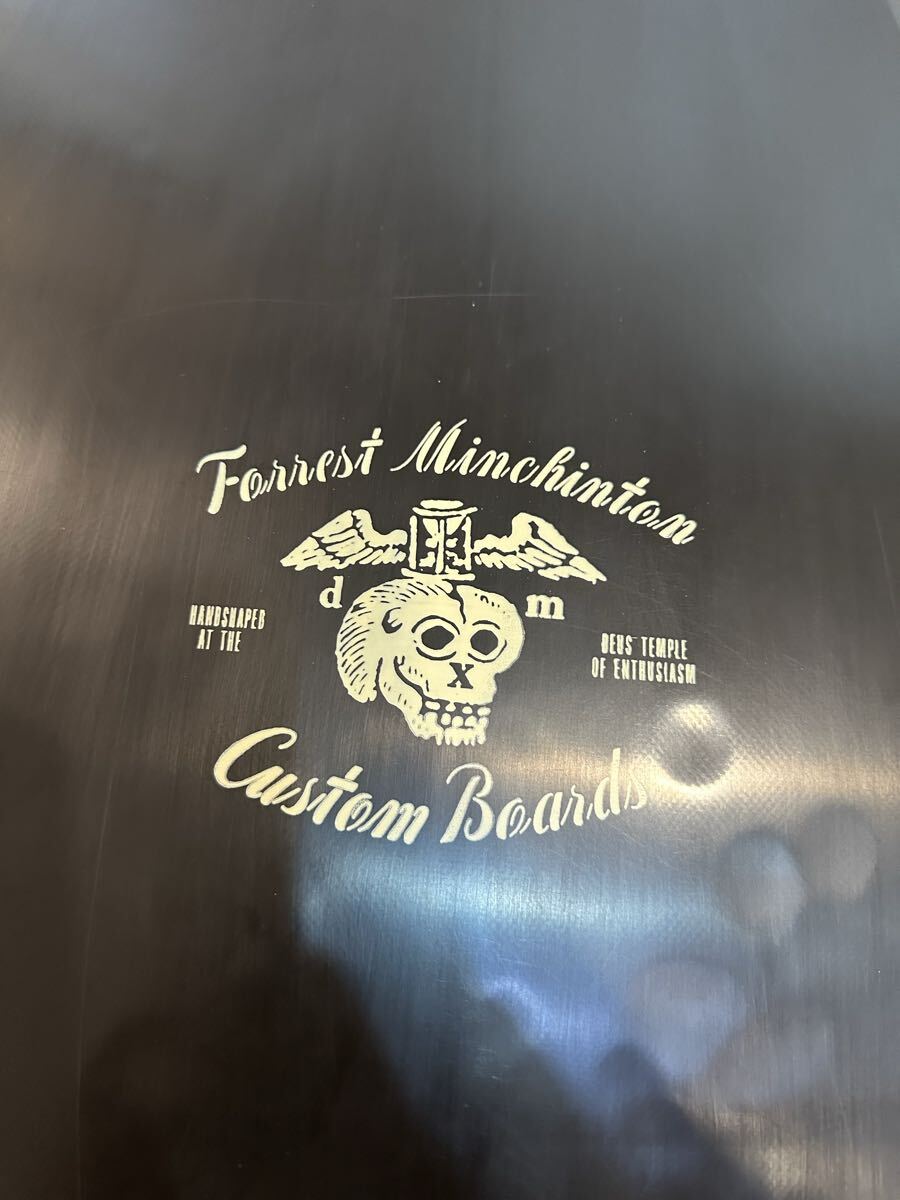 Forrest Minchinton
d m
HANDSHAPED
AT THE
X
DEUS TEMPLE
OF ENTHUSIASM
Custom Boards